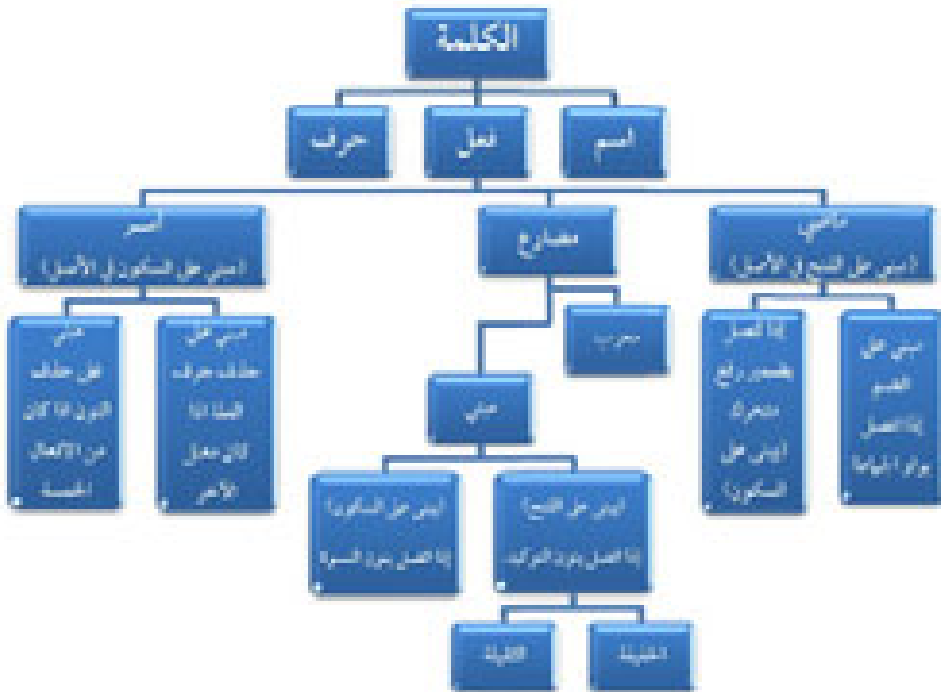 الكلمة
اسم
فعل
حرف
ماضي
(مبني على الفتح في الأصل)
مضارع
أمر
(مبني على السكون في الأصل)
مبني على
الضم
إذا اتصل
بواو الجماعة
إذا اتصل
بضمير رفع
متحرك
(يبنى على
السكون)
معرب
مبني
مبني على
حذف حرف
العلة إذا
كان معتل
الآخر
مبني
على حذف
النون اذا كان
من الأفعال
الخمسة
(يبنى على الفتح)
إذا اتصل بنون التوكيد
(يبنى على السكون)
إذا اتصل بنون النسوة
الخفيفة
الثقيلة